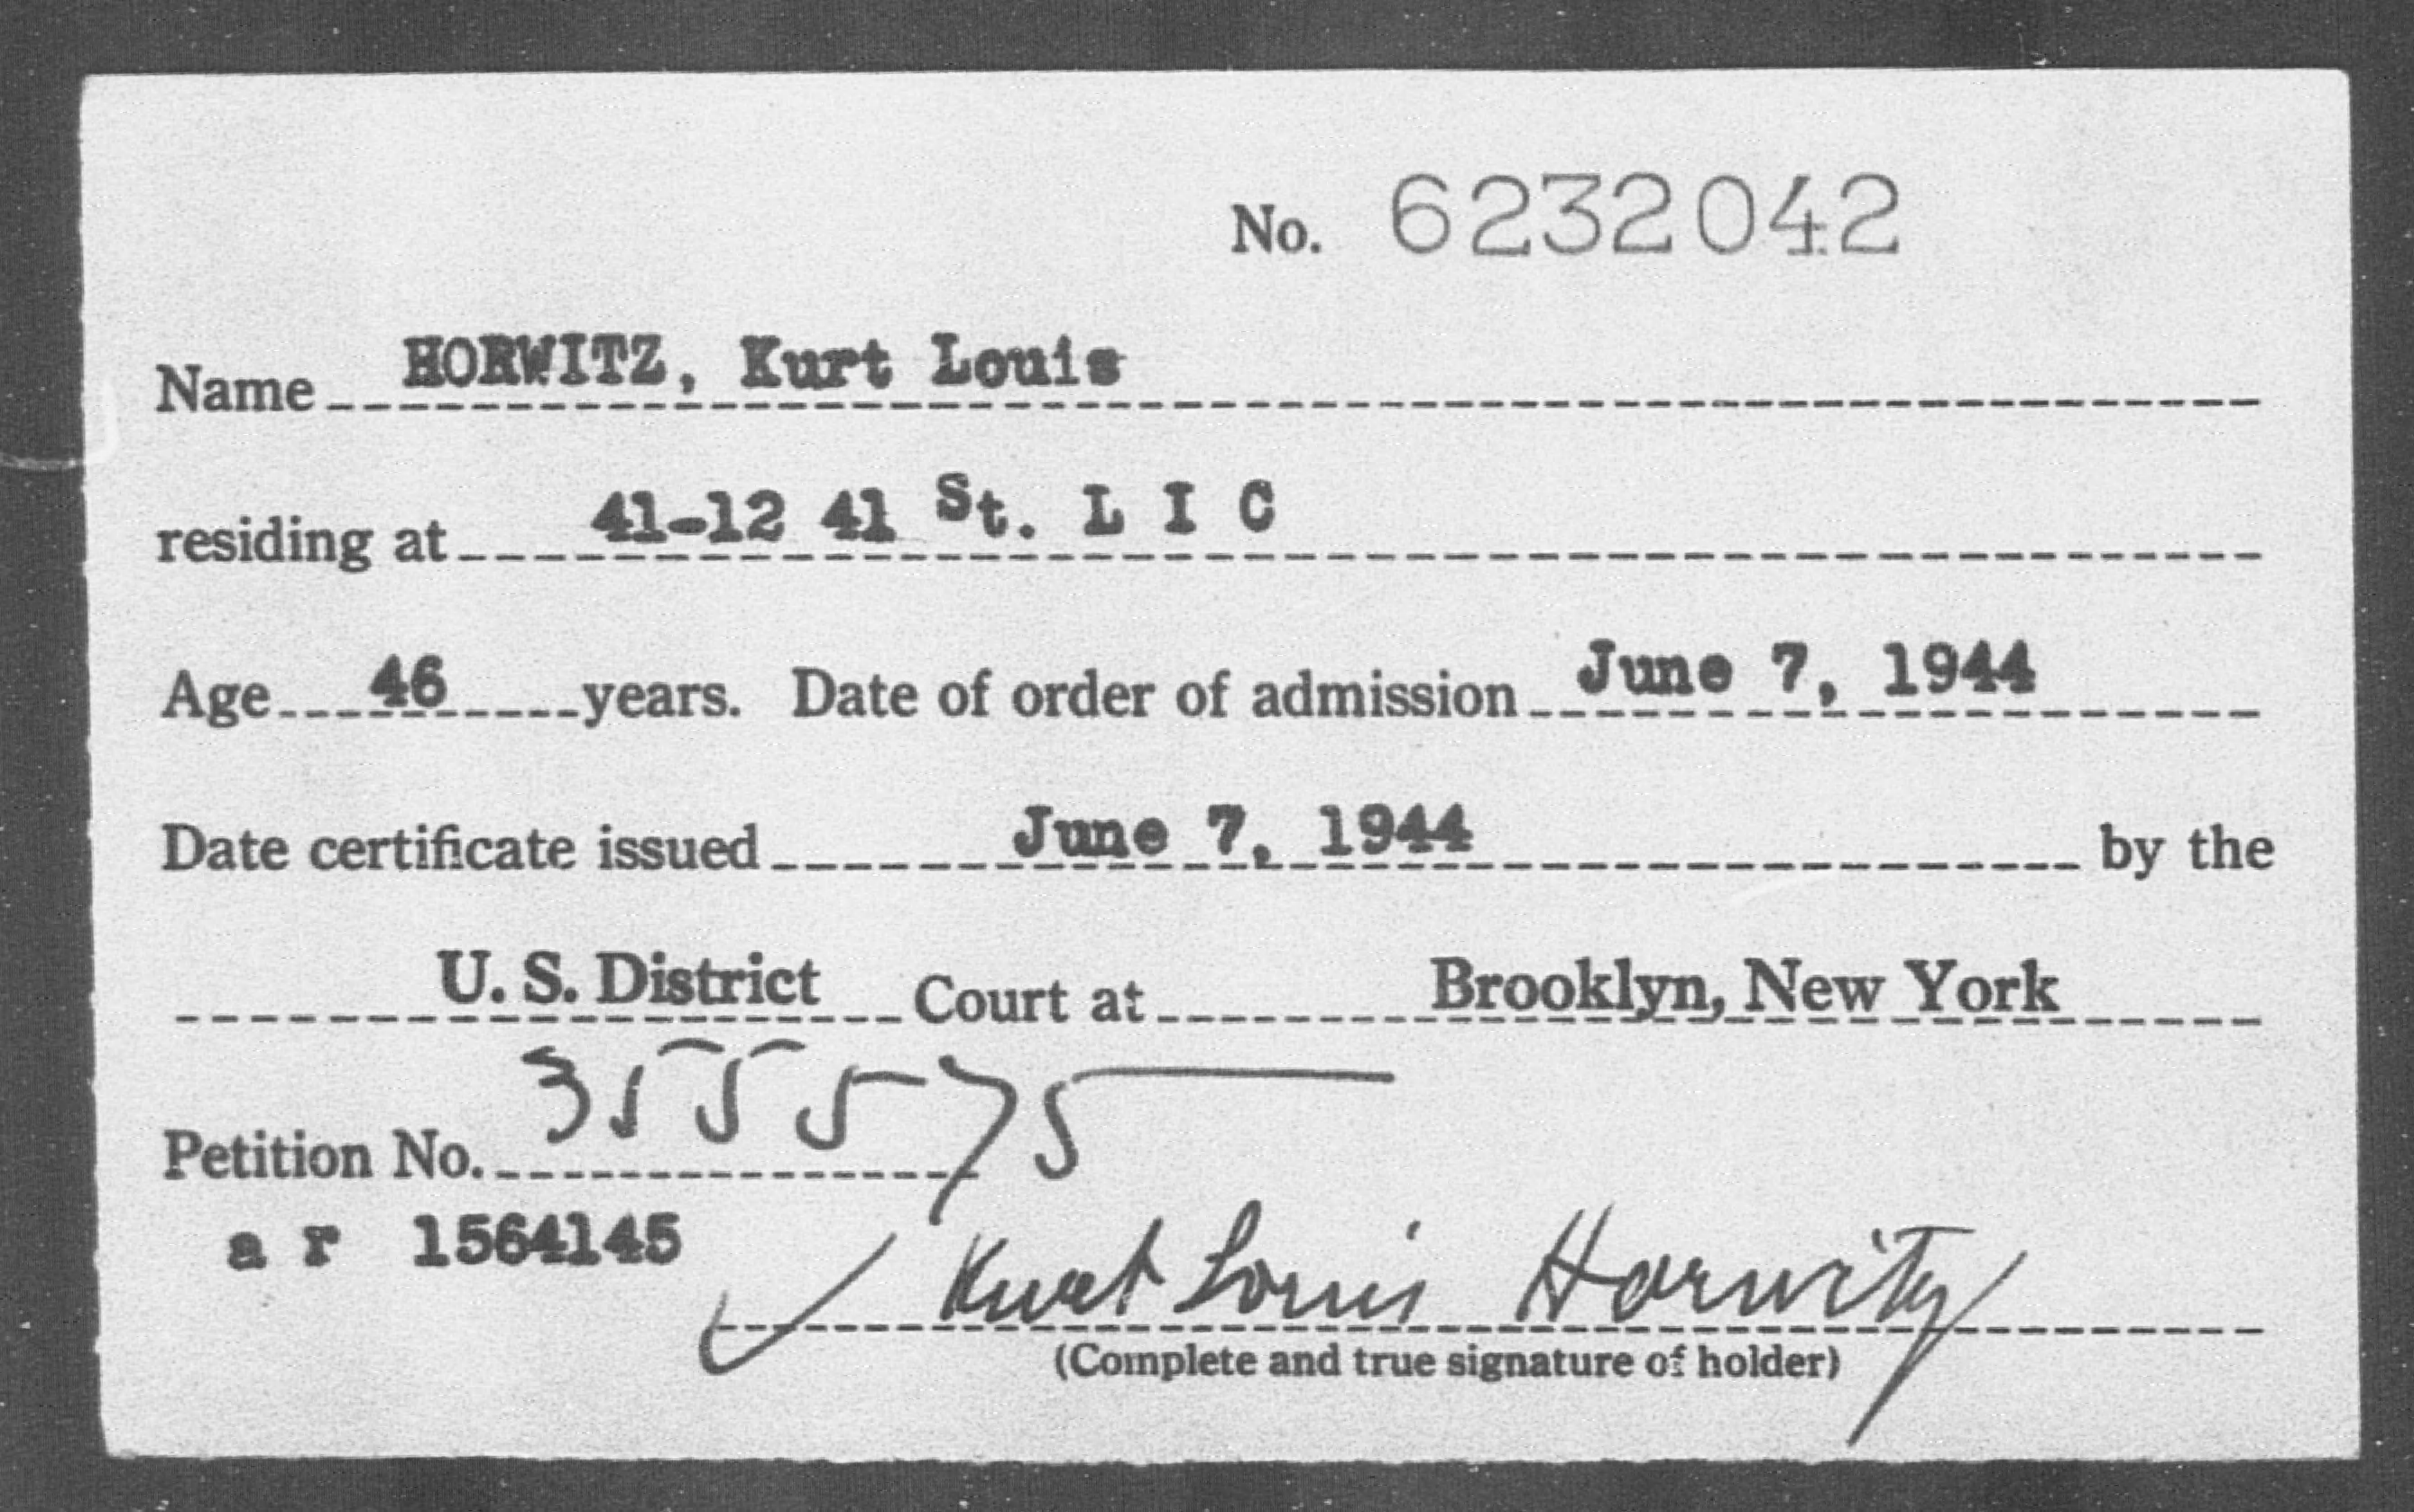 No. 6232042
Name HORWITZ, Kurt Louis
residing at 41-12 41 St. L I C
Age 46 years. Date of order of admission June 7, 1944
Date certificate issued June 7, 1944 by the
U. S. District Court at Brooklyn, New York
Petition No. 355575
a r 1564145
Kurt Louis Horwitz
(Complete and true signature of holder)